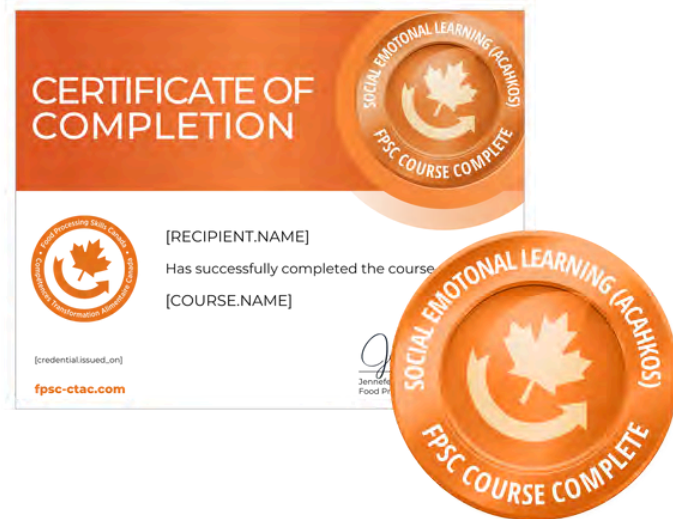 CERTIFICATE OF
COMPLETION
SOCIAL EMOTONAL LEARNING (ACAHKOS)
FPSC COURSE COMPLETE
Food Processing Skills Canada
Compétences Transformation Alimentaire Canada
[RECIPIENT.NAME]
Has successfully completed the course
[COURSE.NAME]
[credential.issued_on]
fpsc-ctac.com
Food
SOCIAL EMOTONAL LEARNING (ACAHKOS)
FPSC COURSE COMPLETE